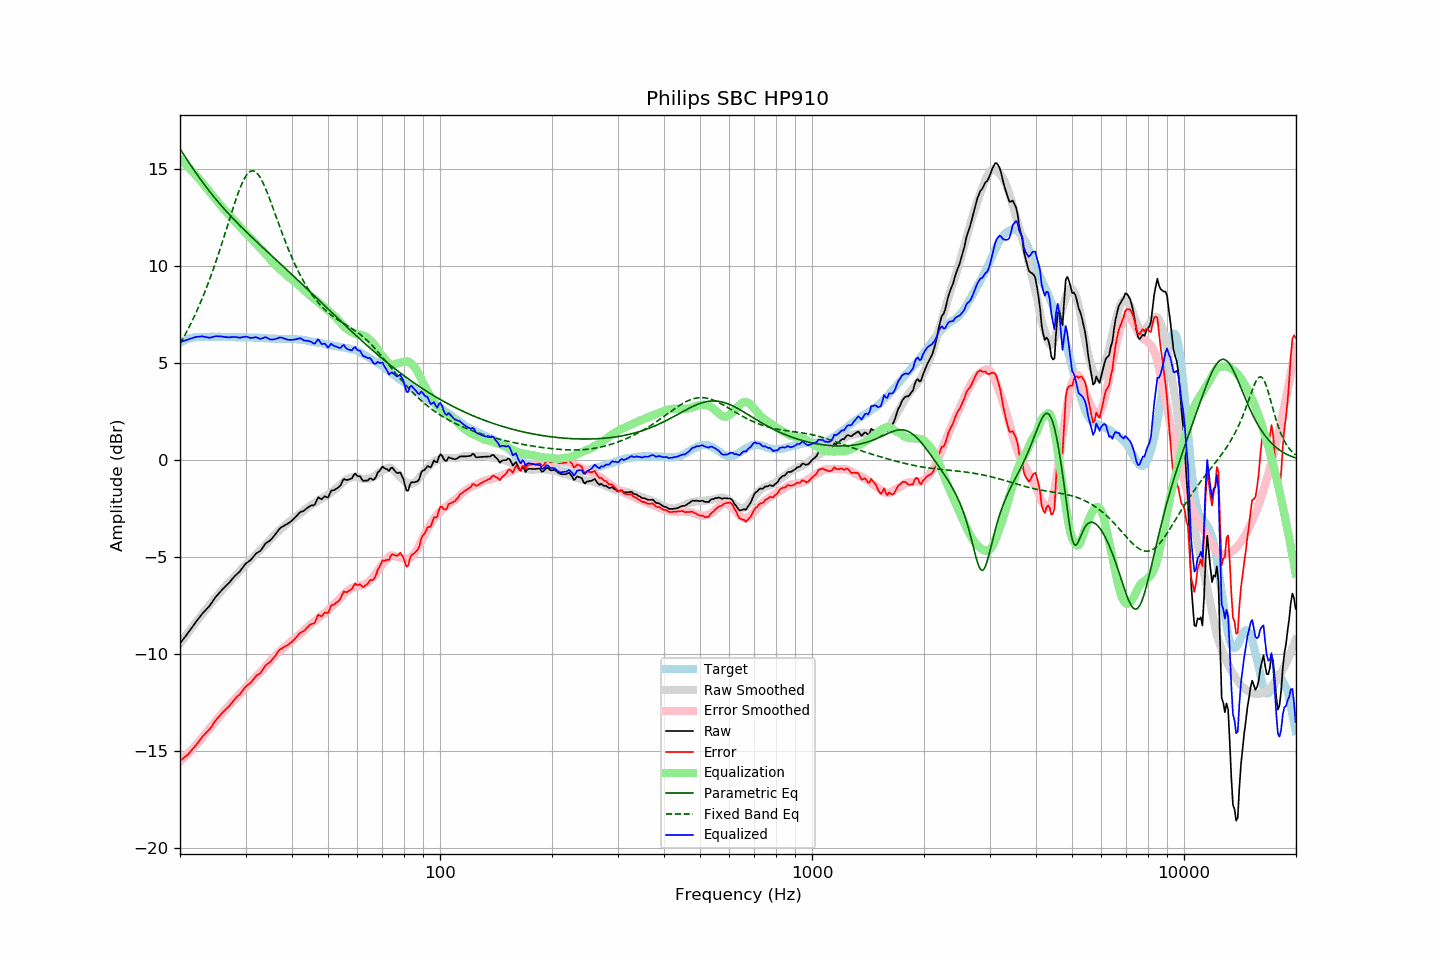 Philips SBC HP910
Amplitude (dBr)
15
10
5
0
−5
−10
−15
−20
Target
Raw Smoothed
Error Smoothed
Raw
Error
Equalization
Parametric Eq
Fixed Band Eq
Equalized
100
1000
10000
Frequency (Hz)